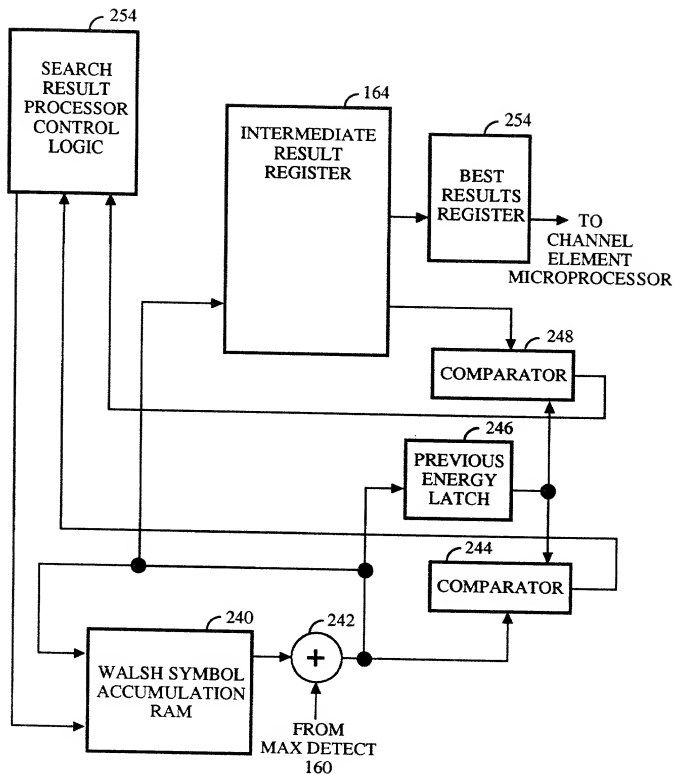 254
SEARCH
RESULT
PROCESSOR
CONTROL
LOGIC
164
INTERMEDIATE
RESULT
REGISTER
254
BEST
RESULTS
REGISTER
TO
CHANNEL
ELEMENT
MICROPROCESSOR
248
COMPARATOR
246
PREVIOUS
ENERGY
LATCH
244
COMPARATOR
240
WALSH SYMBOL
ACCUMULATION
RAM
242
+
FROM
MAX DETECT
160